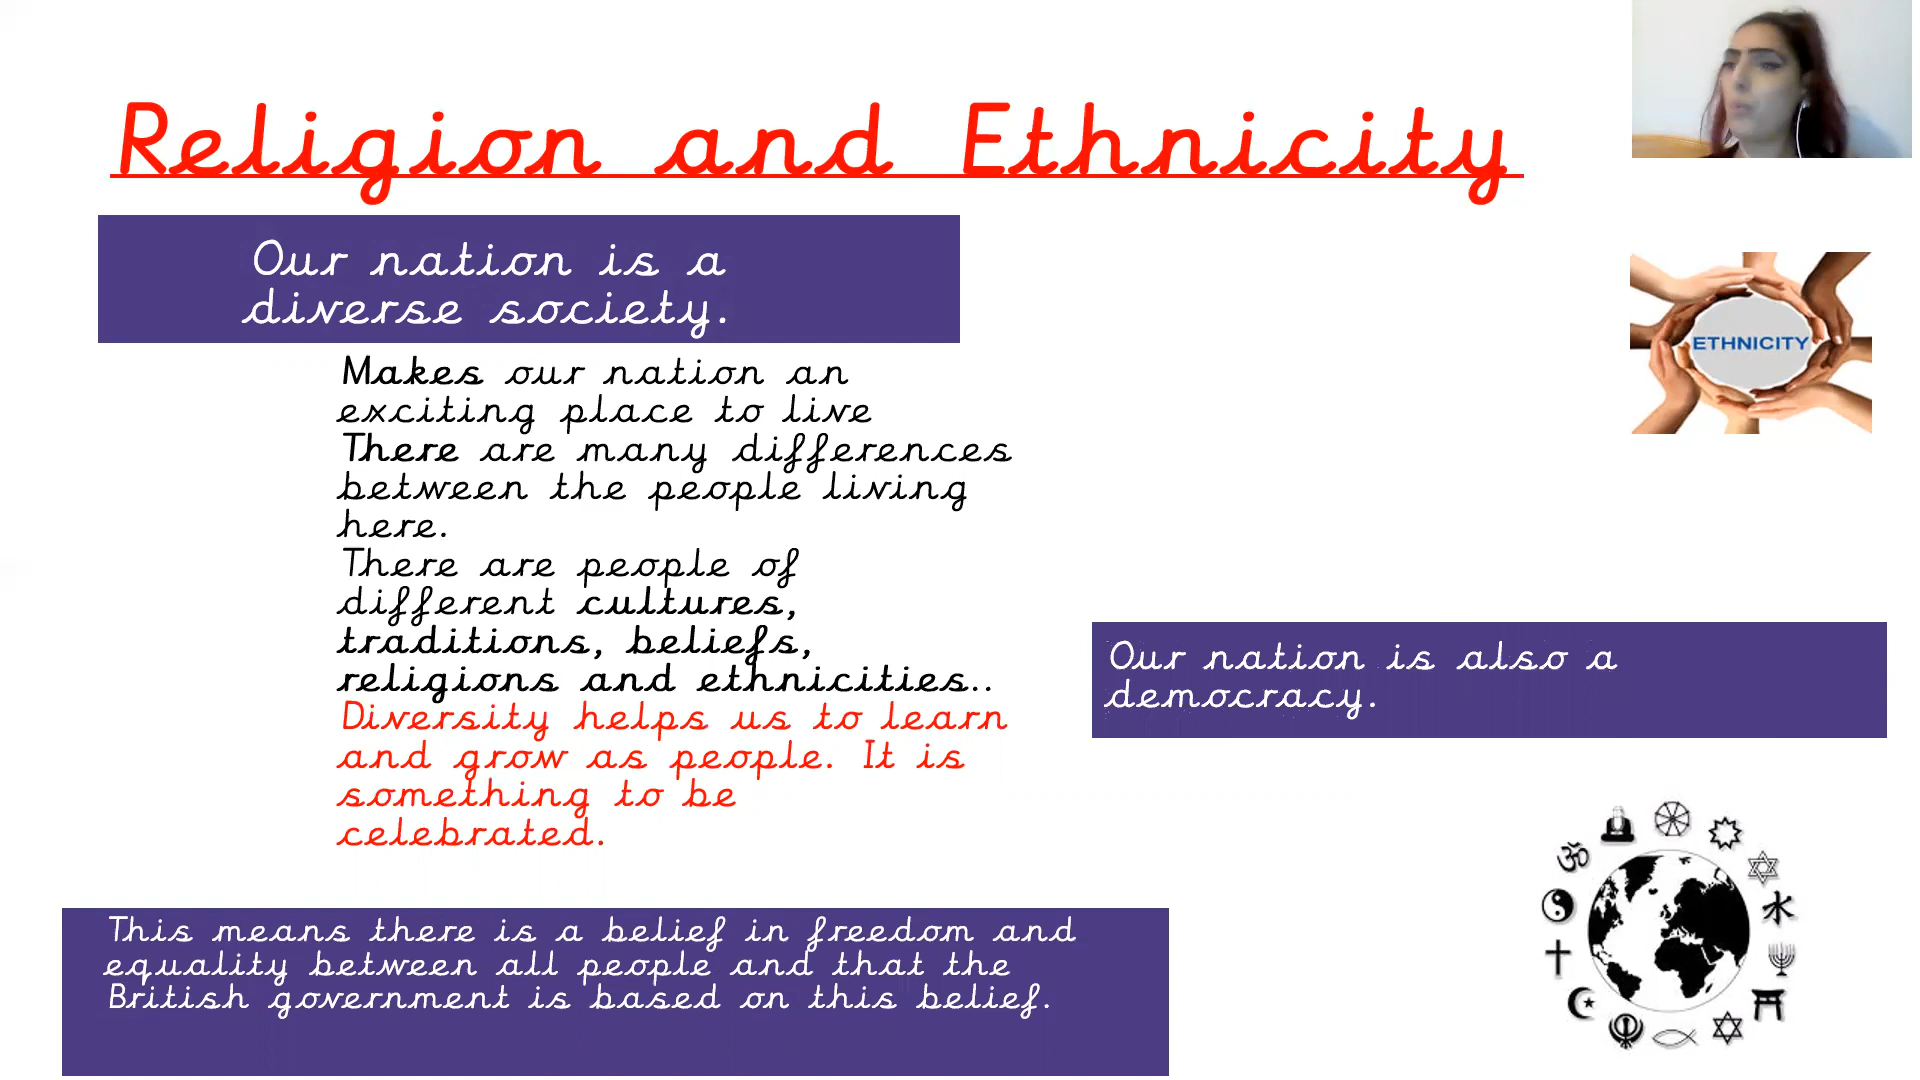 Religion and Ethnicity
Our nation is a
diverse society.
Makes our nation an
exciting place to live
There are many differences
between the people living
here.
There are people of
different cultures,
traditions, beliefs,
religions and ethnicities..
Diversity helps us to learn
and grow as people. It is
something to be
celebrated.
ETHNICITY
Our nation is also a
democracy.
This means there is a belief in freedom and
equality between all people and that the
British government is based on this belief.